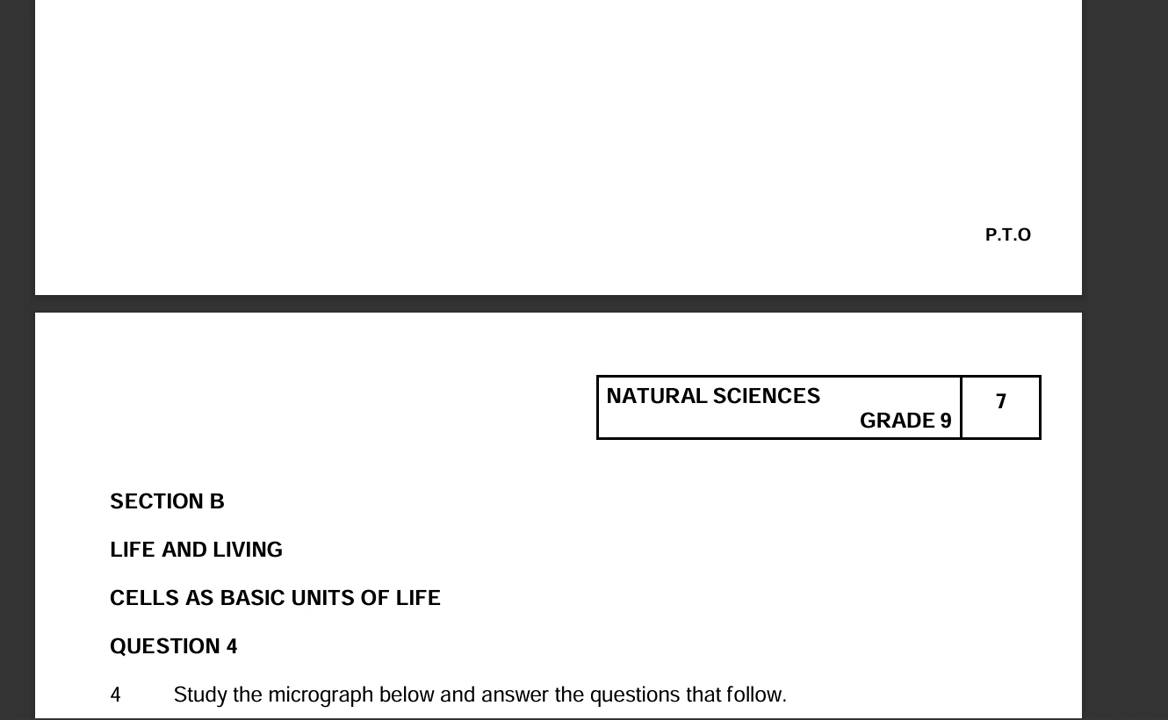 P.T.O
NATURAL SCIENCES
GRADE 9
7
SECTION B
LIFE AND LIVING
CELLS AS BASIC UNITS OF LIFE
QUESTION 4
4 Study the micrograph below and answer the questions that follow.